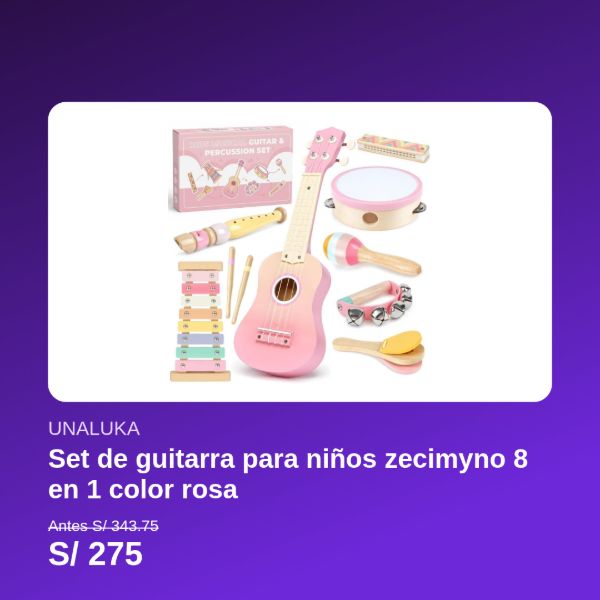 GUITAR &
PERCUSSION SET
UNALUKA
Set de guitarra para niños zecimyno 8
en 1 color rosa
Antes S/ 343.75
S/ 275